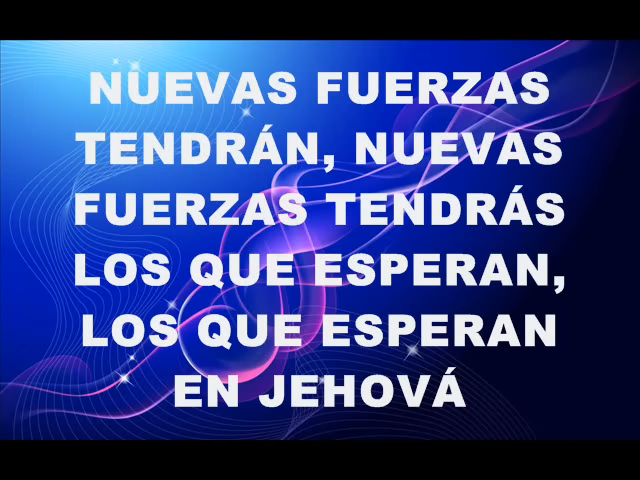 NUEVAS FUERZAS
TENDRÁN, NUEVAS
FUERZAS TENDRÁS
LOS QUE ESPERAN,
LOS QUE ESPERAN
EN JEHOVÁ